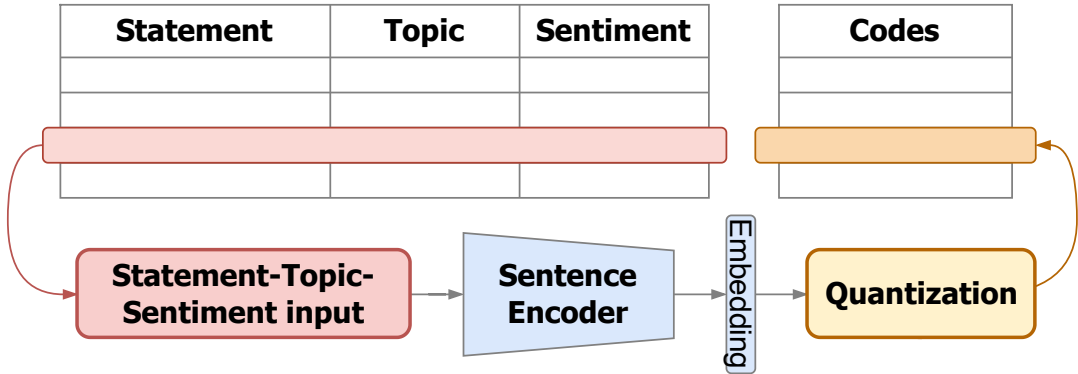 Statement Topic Sentiment Codes
Statement-Topic-
Sentiment input
Sentence
Encoder
Embedding
Quantization